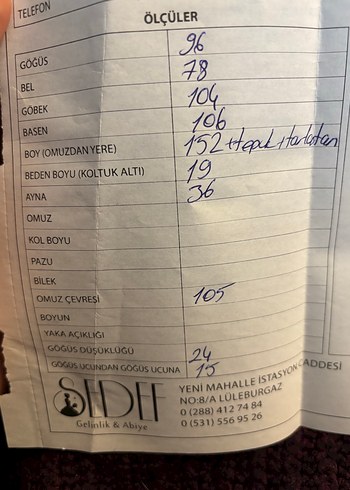 TELEFON
ÖLÇÜLER
GÖĞÜS 96
BEL 78
GÖBEK 104
BASEN 106
BOY (OMUZDAN YERE) 152 +topuk
BEDEN BOYU (KOLTUK ALTI) 19
AYNA 36
OMUZ
KOL BOYU
PAZU
BİLEK
OMUZ ÇEVRESİ 105
BOYUN
YAKA AÇIKLIĞI
GÖĞÜS DÜŞÜKLÜĞÜ 24
GÖĞÜS UCUNDAN GÖĞÜS UCUNA 15
SEDEF
Gelinlik & Abiye
YENİ MAHALLE İSTASYON CADDESİ
NO:8/A LÜLEBURGAZ
0 (288) 412 74 84
0 (531) 556 95 26